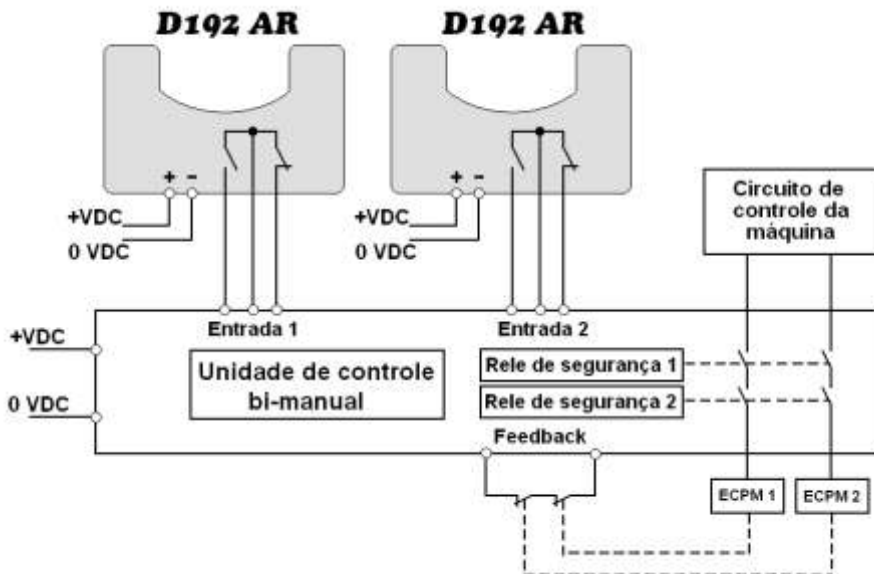 D192 AR
D192 AR
+ −
+VDC
0 VDC
+ −
+VDC
0 VDC
Circuito de
controle da
máquina
Entrada 1
Entrada 2
+VDC
0 VDC
Unidade de controle
bi-manual
Rele de segurança 1
Rele de segurança 2
Feedback
ECPM 1
ECPM 2